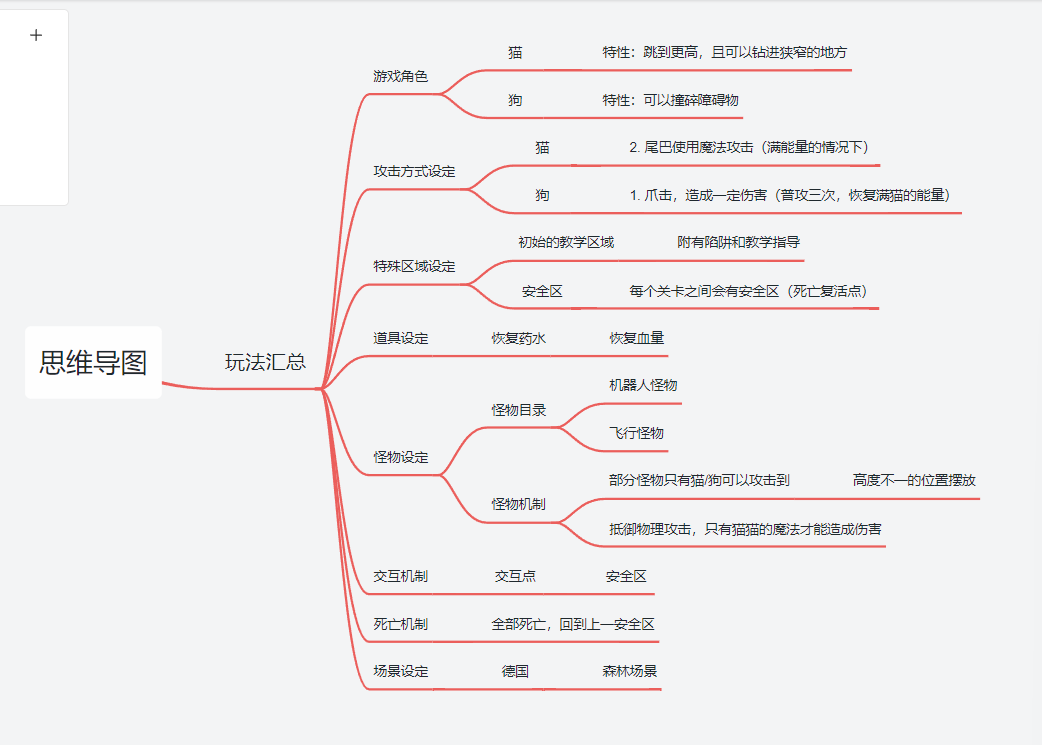 +
思维导图
玩法汇总
游戏角色
猫
特性：跳到更高，且可以钻进狭窄的地方
狗
特性：可以撞碎障碍物
攻击方式设定
猫
2. 尾巴使用魔法攻击（满能量的情况下）
狗
1. 爪击，造成一定伤害（普攻三次，恢复满猫的能量）
特殊区域设定
初始的教学区域
附有陷阱和教学指导
安全区
每个关卡之间会有安全区（死亡复活点）
道具设定
恢复药水
恢复血量
怪物设定
怪物目录
机器人怪物
飞行怪物
怪物机制
部分怪物只有猫/狗可以攻击到
高度不一的位置摆放
抵御物理攻击，只有猫猫的魔法才能造成伤害
交互机制
交互点
安全区
死亡机制
全部死亡，回到上一安全区
场景设定
德国
森林场景